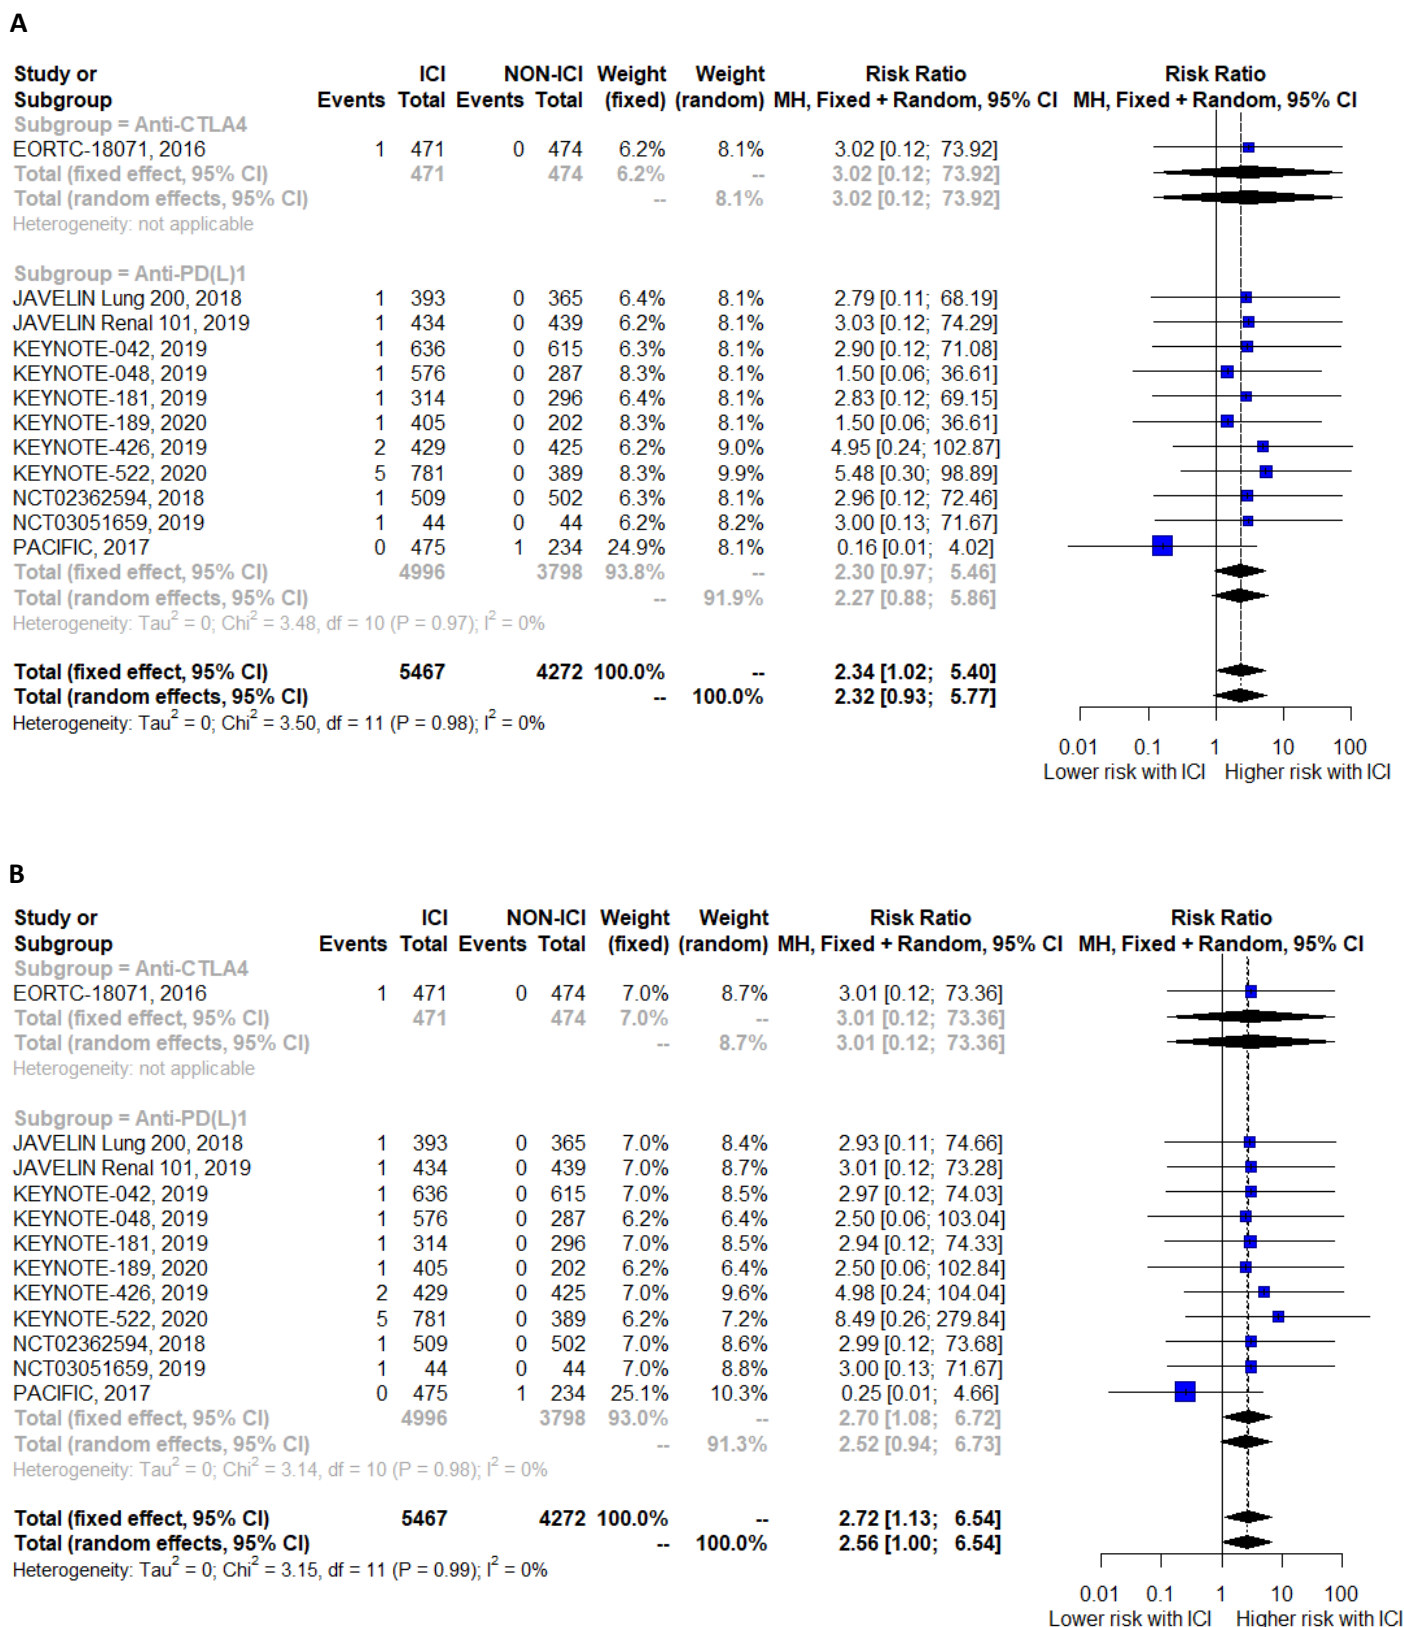 A
Study or ICI NON-ICI Weight Weight Risk Ratio Risk Ratio
Subgroup Events Total Events Total (fixed) (random) MH, Fixed + Random, 95% CI MH, Fixed + Random, 95% CI
Subgroup = Anti-CTLA4
EORTC-18071, 2016 1 471 0 474 6.2% 8.1% 3.02 [0.12; 73.92]
Total (fixed effect, 95% CI) 471 474 6.2% -- 3.02 [0.12; 73.92]
Total (random effects, 95% CI) -- 8.1% 3.02 [0.12; 73.92]
Heterogeneity: not applicable
Subgroup = Anti-PD(L)1
JAVELIN Lung 200, 2018 1 393 0 365 6.4% 8.1% 2.79 [0.11; 68.19]
JAVELIN Renal 101, 2019 1 434 0 439 6.2% 8.1% 3.03 [0.12; 74.29]
KEYNOTE-042, 2019 1 636 0 615 6.3% 8.1% 2.90 [0.12; 71.08]
KEYNOTE-048, 2019 1 576 0 287 8.3% 8.1% 1.50 [0.06; 36.61]
KEYNOTE-181, 2019 1 314 0 296 6.4% 8.1% 2.83 [0.12; 69.15]
KEYNOTE-189, 2020 1 405 0 202 8.3% 8.1% 1.50 [0.06; 36.61]
KEYNOTE-426, 2019 2 429 0 425 6.2% 9.0% 4.95 [0.24; 102.87]
KEYNOTE-522, 2020 5 781 0 389 8.3% 9.9% 5.48 [0.30; 98.89]
NCT02362594, 2018 1 509 0 502 6.3% 8.1% 2.96 [0.12; 72.46]
NCT03051659, 2019 1 44 0 44 6.2% 8.2% 3.00 [0.13; 71.67]
PACIFIC, 2017 0 475 1 234 24.9% 8.1% 0.16 [0.01; 4.02]
Total (fixed effect, 95% CI) 4996 3798 93.8% -- 2.30 [0.97; 5.46]
Total (random effects, 95% CI) -- 91.9% 2.27 [0.88; 5.86]
Heterogeneity: Tau² = 0; Chi² = 3.48, df = 10 (P = 0.97); I² = 0%
Total (fixed effect, 95% CI) 5467 4272 100.0% -- 2.34 [1.02; 5.40]
Total (random effects, 95% CI) -- 100.0% 2.32 [0.93; 5.77]
Heterogeneity: Tau² = 0; Chi² = 3.50, df = 11 (P = 0.98); I² = 0%
0.01 0.1 1 10 100
Lower risk with ICI Higher risk with ICI
B
Study or ICI NON-ICI Weight Weight Risk Ratio Risk Ratio
Subgroup Events Total Events Total (fixed) (random) MH, Fixed + Random, 95% CI MH, Fixed + Random, 95% CI
Subgroup = Anti-CTLA4
EORTC-18071, 2016 1 471 0 474 7.0% 8.7% 3.01 [0.12; 73.36]
Total (fixed effect, 95% CI) 471 474 7.0% -- 3.01 [0.12; 73.36]
Total (random effects, 95% CI) -- 8.7% 3.01 [0.12; 73.36]
Heterogeneity: not applicable
Subgroup = Anti-PD(L)1
JAVELIN Lung 200, 2018 1 393 0 365 7.0% 8.4% 2.93 [0.11; 74.66]
JAVELIN Renal 101, 2019 1 434 0 439 7.0% 8.7% 3.01 [0.12; 73.28]
KEYNOTE-042, 2019 1 636 0 615 7.0% 8.5% 2.97 [0.12; 74.03]
KEYNOTE-048, 2019 1 576 0 287 6.2% 6.4% 2.50 [0.06; 103.04]
KEYNOTE-181, 2019 1 314 0 296 7.0% 8.5% 2.94 [0.12; 74.33]
KEYNOTE-189, 2020 1 405 0 202 6.2% 6.4% 2.50 [0.06; 102.84]
KEYNOTE-426, 2019 2 429 0 425 7.0% 9.6% 4.98 [0.24; 104.04]
KEYNOTE-522, 2020 5 781 0 389 6.2% 7.2% 8.49 [0.26; 279.84]
NCT02362594, 2018 1 509 0 502 7.0% 8.6% 2.99 [0.12; 73.68]
NCT03051659, 2019 1 44 0 44 7.0% 8.8% 3.00 [0.13; 71.67]
PACIFIC, 2017 0 475 1 234 25.1% 10.3% 0.25 [0.01; 4.66]
Total (fixed effect, 95% CI) 4996 3798 93.0% -- 2.70 [1.08; 6.72]
Total (random effects, 95% CI) -- 91.3% 2.52 [0.94; 6.73]
Heterogeneity: Tau² = 0; Chi² = 3.14, df = 10 (P = 0.98); I² = 0%
Total (fixed effect, 95% CI) 5467 4272 100.0% -- 2.72 [1.13; 6.54]
Total (random effects, 95% CI) -- 100.0% 2.56 [1.00; 6.54]
Heterogeneity: Tau² = 0; Chi² = 3.15, df = 11 (P = 0.99); I² = 0%
0.01 0.1 1 10 100
Lower risk with ICI Higher risk with ICI